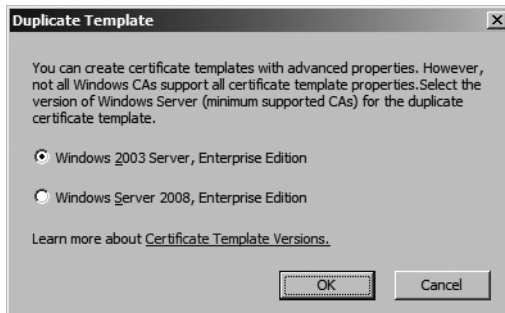 Duplicate Template
You can create certificate templates with advanced properties. However,
not all Windows CAs support all certificate template properties.Select the
version of Windows Server (minimum supported CAs) for the duplicate
certificate template.
Windows 2003 Server, Enterprise Edition
Windows Server 2008, Enterprise Edition
Learn more about Certificate Template Versions.
OK Cancel